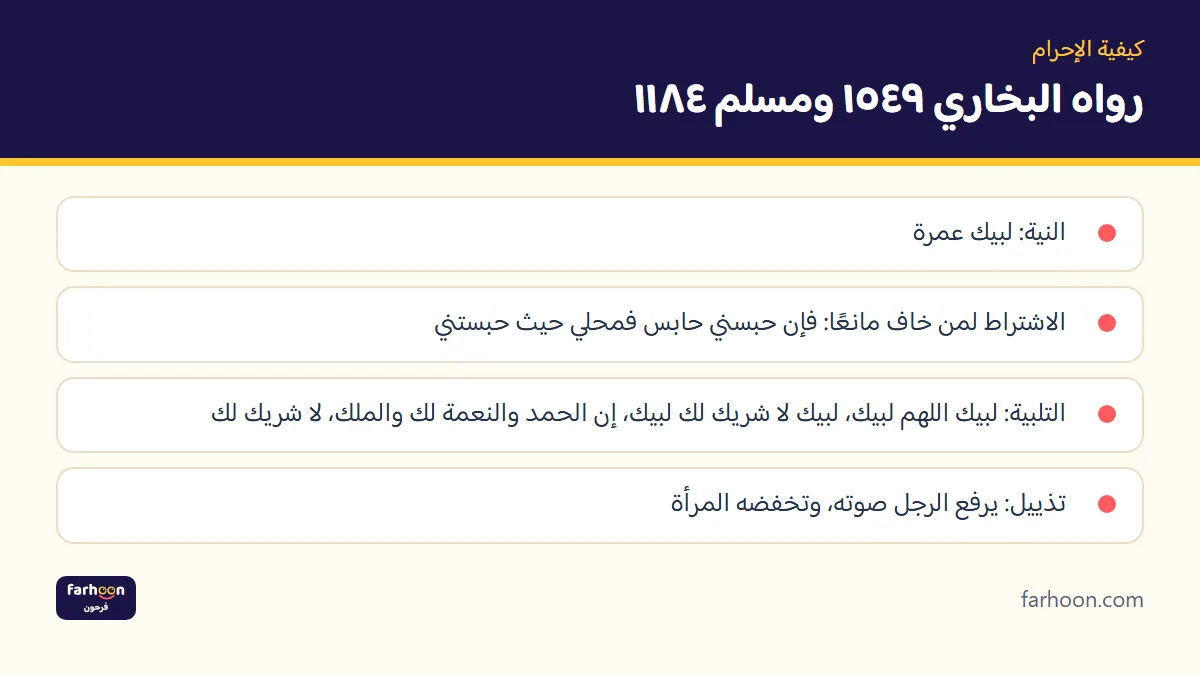 كيفية الإحرام
رواه البخاري ١٥٤٩ ومسلم ١١٨٤
النية: لبيك عمرة
الاشتراط لمن خاف مانعًا: فإن حبسني حابس فمحلي حيث حبستني
التلبية: لبيك اللهم لبيك، لبيك لا شريك لك لبيك، إن الحمد والنعمة لك والملك، لا شريك لك
تذييل: يرفع الرجل صوته، وتخفضه المرأة
farhoon.com
farhoon
فرحون